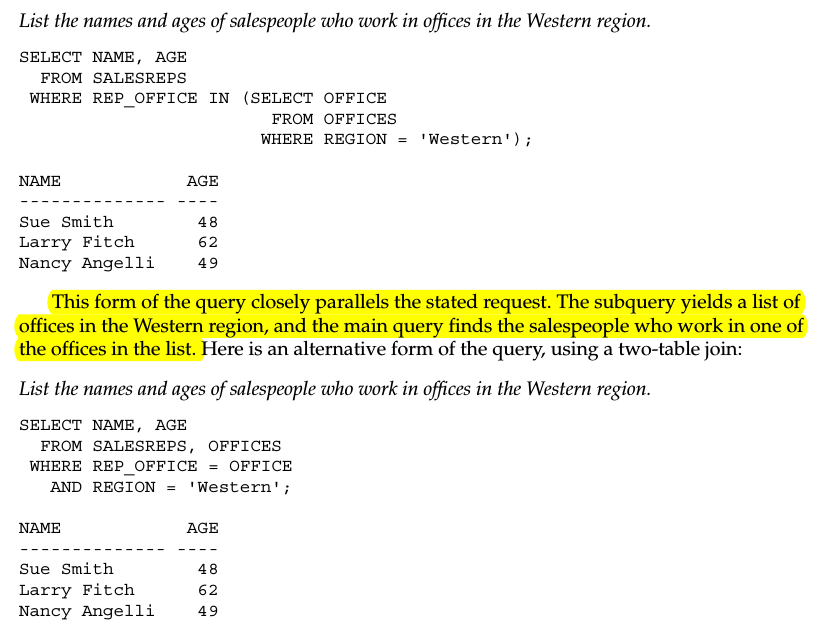 List the names and ages of salespeople who work in offices in the Western region.
SELECT NAME, AGE
FROM SALESREPS
WHERE REP_OFFICE IN (SELECT OFFICE
FROM OFFICES
WHERE REGION = 'Western');
NAME AGE
-------------- ----
Sue Smith 48
Larry Fitch 62
Nancy Angelli 49
This form of the query closely parallels the stated request. The subquery yields a list of
offices in the Western region, and the main query finds the salespeople who work in one of
the offices in the list. Here is an alternative form of the query, using a two-table join:
List the names and ages of salespeople who work in offices in the Western region.
SELECT NAME, AGE
FROM SALESREPS, OFFICES
WHERE REP_OFFICE = OFFICE
AND REGION = 'Western';
NAME AGE
-------------- ----
Sue Smith 48
Larry Fitch 62
Nancy Angelli 49